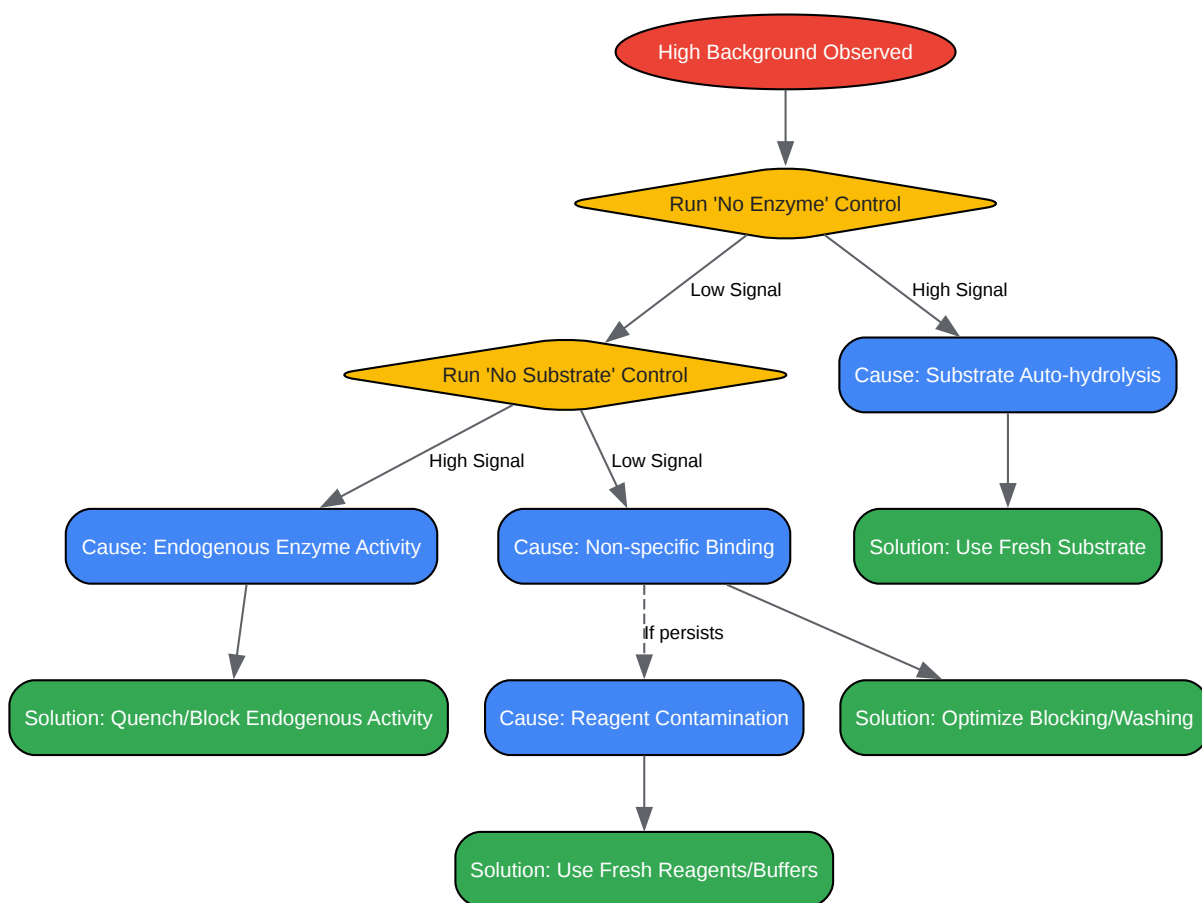 High Background Observed
Run 'No Enzyme' Control
Low Signal
High Signal
Run 'No Substrate' Control
Cause: Substrate Auto-hydrolysis
High Signal
Low Signal
Cause: Endogenous Enzyme Activity
Cause: Non-specific Binding
Solution: Use Fresh Substrate
If persists
Solution: Quench/Block Endogenous Activity
Cause: Reagent Contamination
Solution: Optimize Blocking/Washing
Solution: Use Fresh Reagents/Buffers